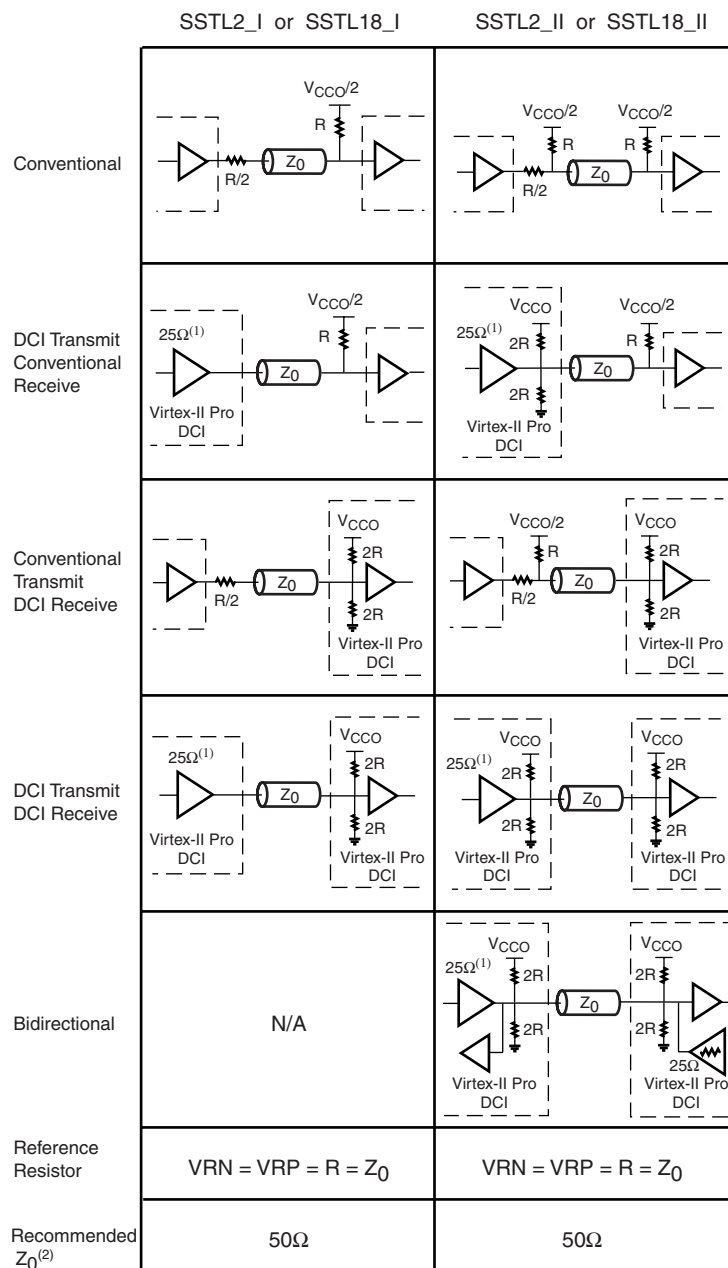 SSTL2_I or SSTL18_I
SSTL2_II or SSTL18_II
Conventional
VCCO/2
R
R/2
Z0
VCCO/2
VCCO/2
R
R
R/2
Z0
DCI Transmit
Conventional
Receive
25Ω(1)
VCCO/2
R
Z0
Virtex-II Pro
DCI
VCCO
VCCO/2
25Ω(1)
2R
R
Z0
2R
Virtex-II Pro
DCI
Conventional
Transmit
DCI Receive
VCCO
2R
Z0
R/2
2R
Virtex-II Pro
DCI
VCCO/2
VCCO
R
2R
Z0
R/2
2R
Virtex-II Pro
DCI
DCI Transmit
DCI Receive
25Ω(1)
VCCO
2R
Z0
2R
Virtex-II Pro
DCI
Virtex-II Pro
DCI
VCCO
VCCO
25Ω(1)
2R
2R
Z0
2R
2R
Virtex-II Pro
DCI
Virtex-II Pro
DCI
Bidirectional
N/A
VCCO
VCCO
25Ω(1)
2R
2R
Z0
2R
2R
25Ω
Virtex-II Pro
DCI
Virtex-II Pro
DCI
Reference
Resistor
VRN = VRP = R = Z0
VRN = VRP = R = Z0
Recommended
Z0(2)
50Ω
50Ω